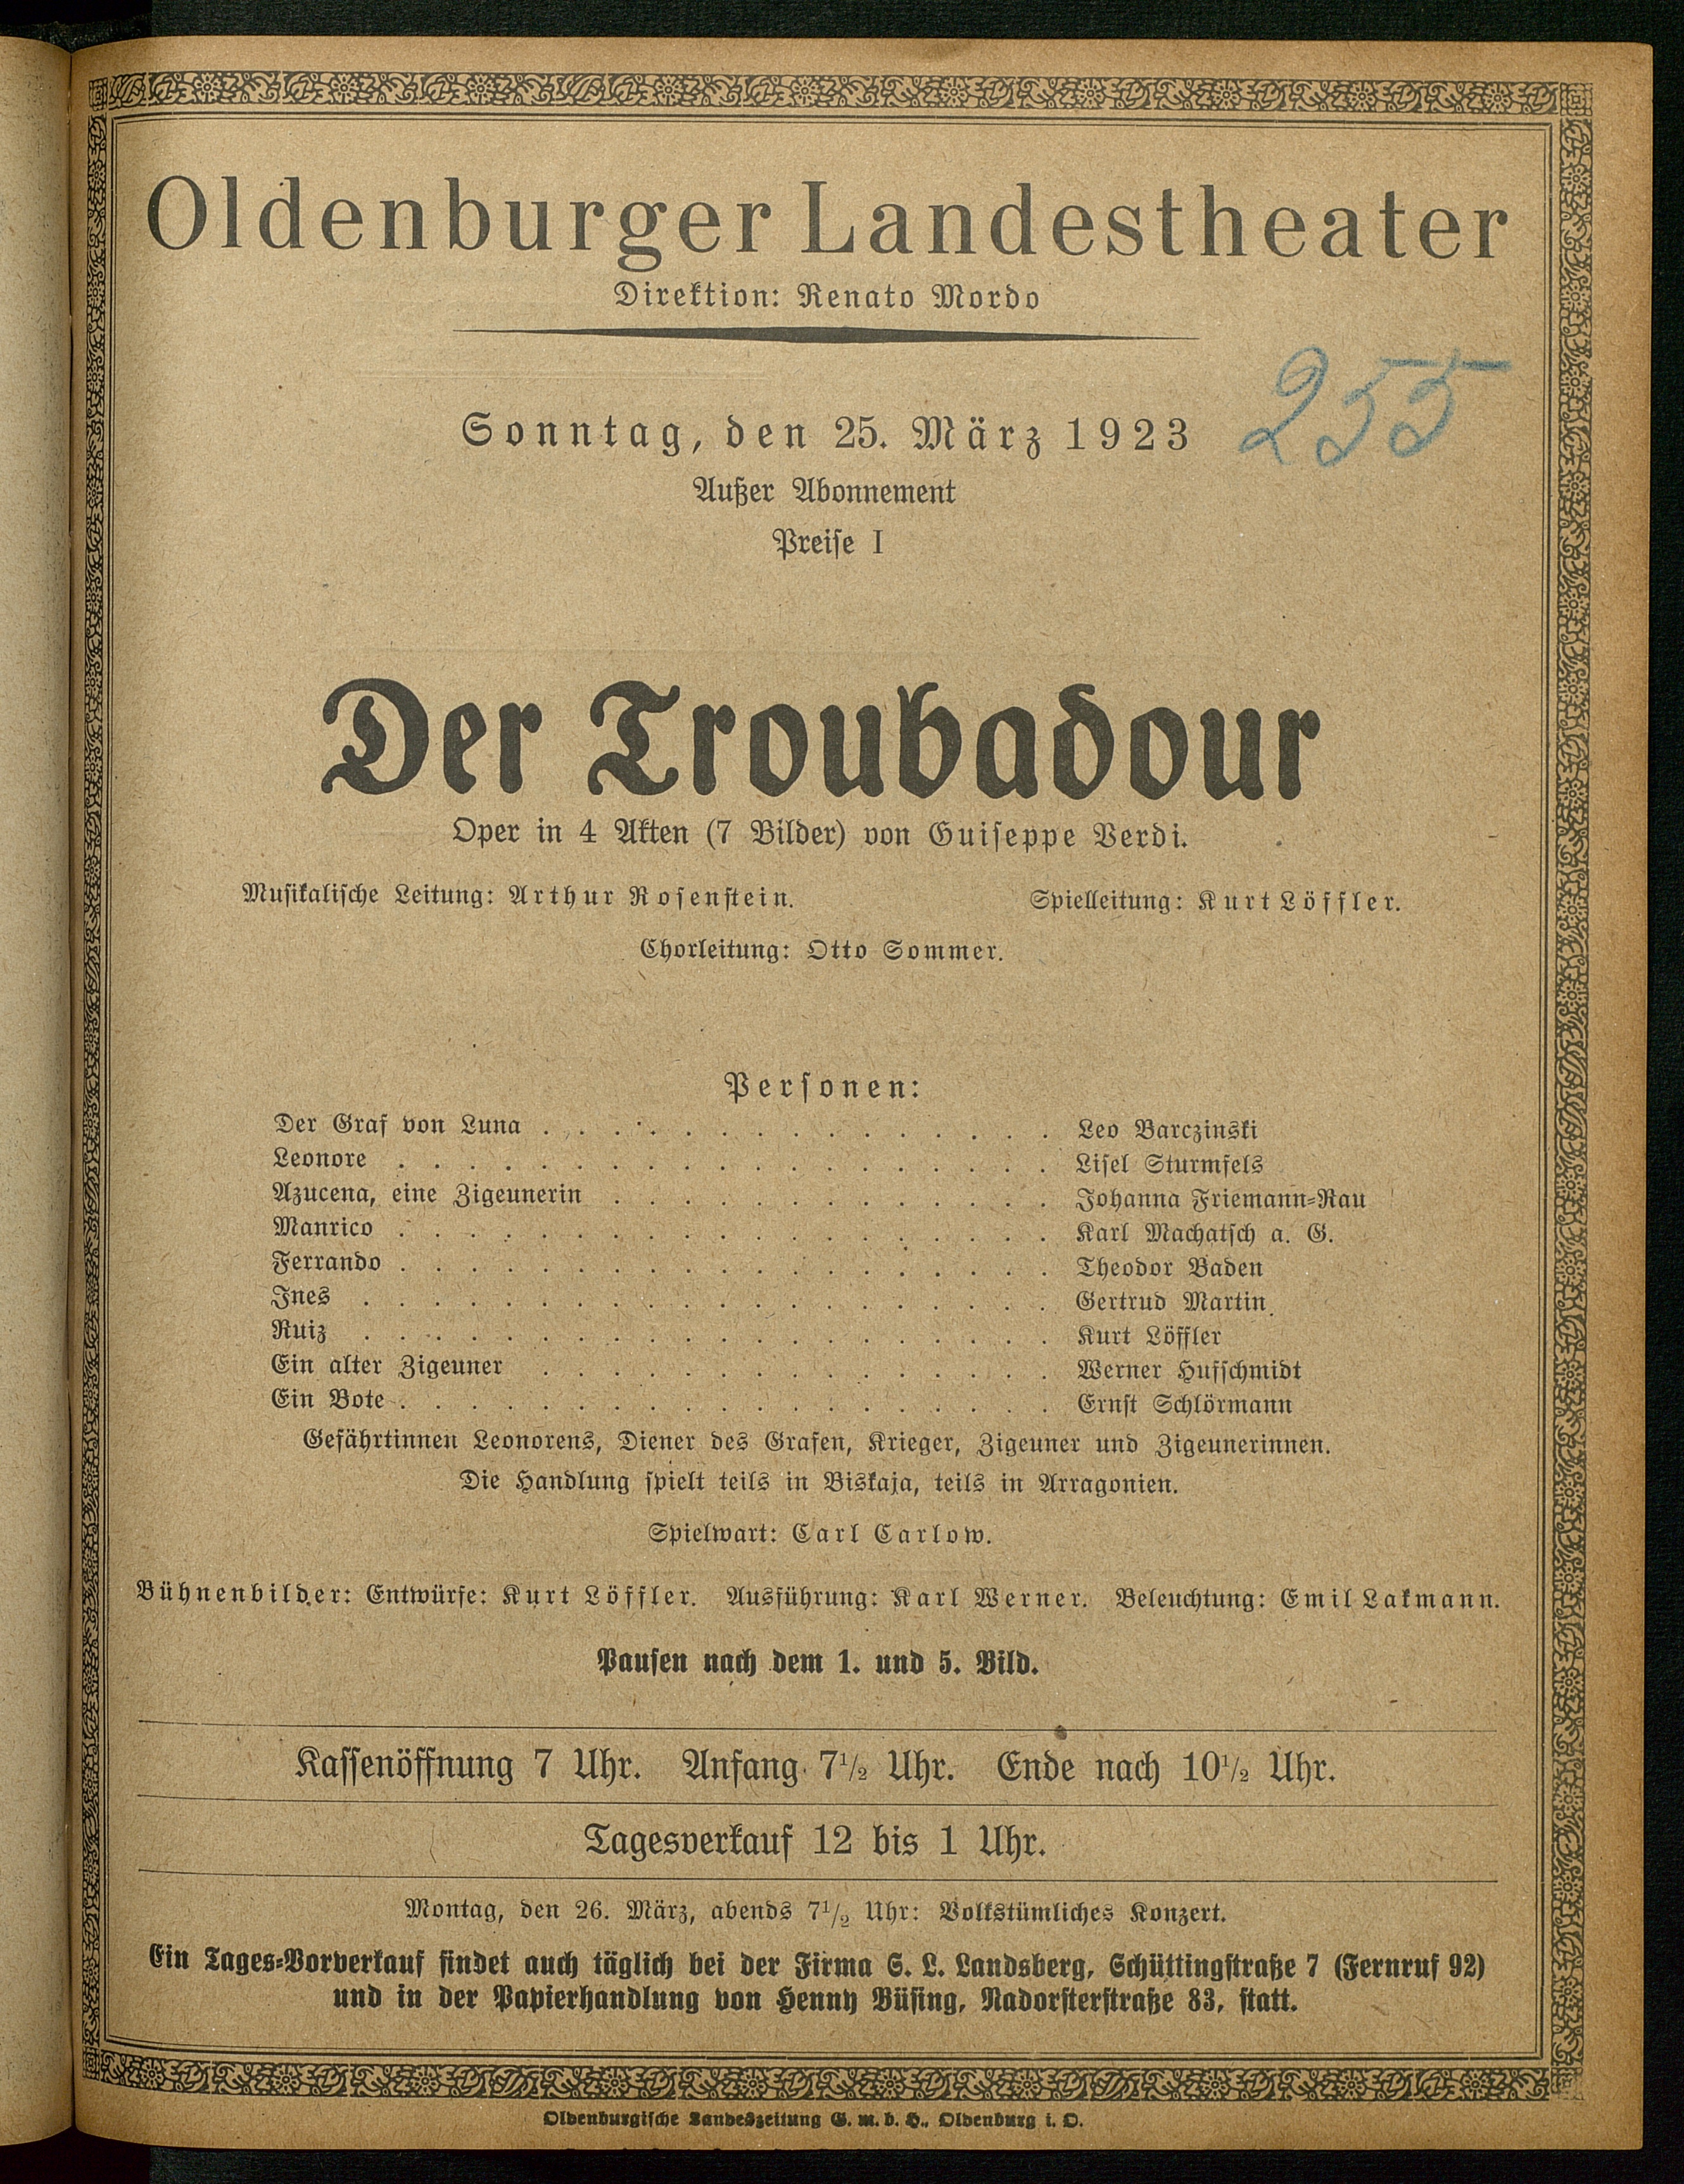 Oldenburger Landestheater
Direktion: Renato Mordo
255
Sonntag, den 25. März 1923
Außer Abonnement
Preise I
Der Troubadour
Oper in 4 Akten (7 Bilder) von Guiseppe Verdi.
Musikalische Leitung: Arthur Rosenstein. Spielleitung: Kurt Löffler.
Chorleitung: Otto Sommer.
Personen:
Der Graf von Luna . . . . . . . . . . . . . . . Leo Barczinski
Leonore . . . . . . . . . . . . . . . . . . . Lisel Sturmfels
Azucena, eine Zigeunerin . . . . . . . . . . . . . Johanna Friemann-Rau
Manrico . . . . . . . . . . . . . . . . . . . Karl Machatsch a. G.
Ferrando . . . . . . . . . . . . . . . . . . . Theodor Baden
Ines . . . . . . . . . . . . . . . . . . . . Gertrud Martin
Ruiz . . . . . . . . . . . . . . . . . . . . Kurt Löffler
Ein alter Zigeuner . . . . . . . . . . . . . . . Werner Hufschmidt
Ein Bote . . . . . . . . . . . . . . . . . . . Ernst Schlörmann
Gefährtinnen Leonorens, Diener des Grafen, Krieger, Zigeuner und Zigeunerinnen.
Die Handlung spielt teils in Biskaja, teils in Arragonien.
Spielwart: Carl Carlow.
Bühnenbilder: Entwürfe: Kurt Löffler. Ausführung: Karl Werner. Beleuchtung: Emil Lakmann.
Pausen nach dem 1. und 5. Bild.
Kassenöffnung 7 Uhr. Anfang 7½ Uhr. Ende nach 10½ Uhr.
Tagesverkauf 12 bis 1 Uhr.
Montag, den 26. März, abends 7½ Uhr: Volkstümliches Konzert.
Ein Tages-Vorverkauf findet auch täglich bei der Firma S. L. Landsberg, Schüttingstraße 7 (Fernruf 92)
und in der Papierhandlung von Henny Büsing, Nadorsterstraße 83, statt.
Oldenburgische Landeszeitung G. m. b. H., Oldenburg i. O.